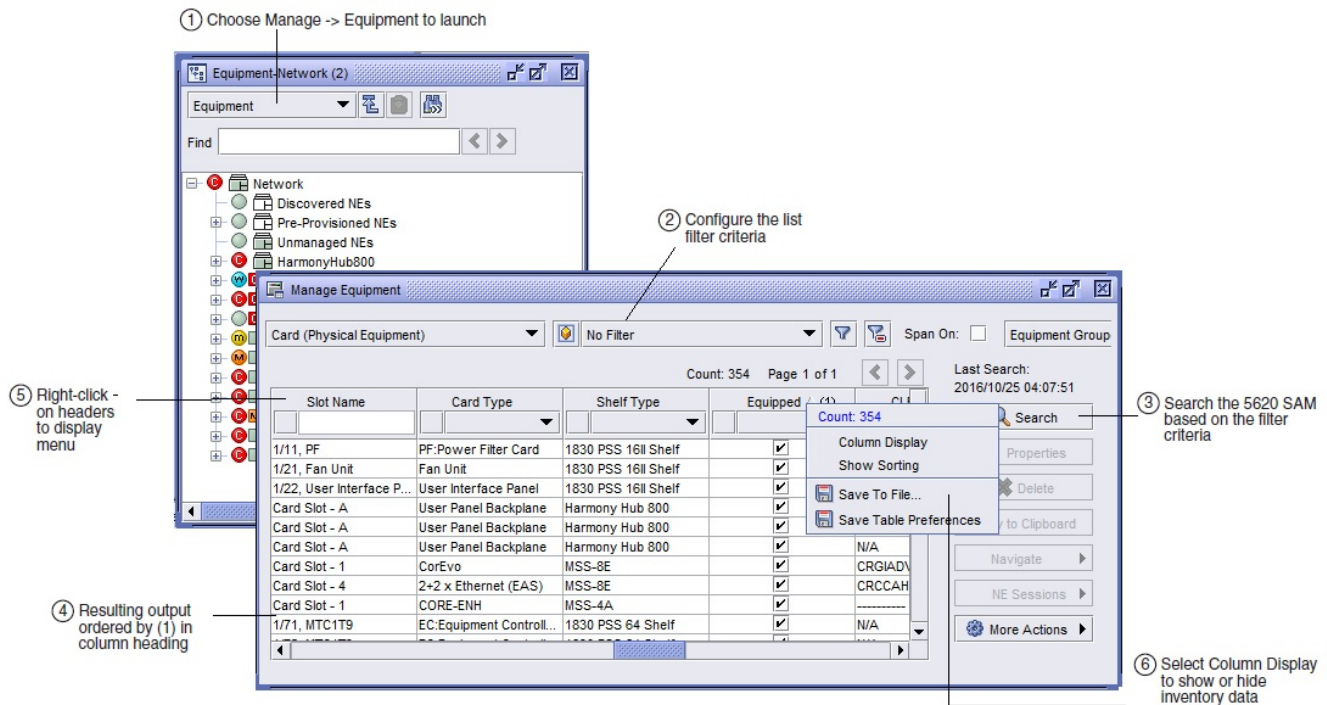 ① Choose Manage -> Equipment to launch
Equipment-Network (2)
Equipment
Find
Network
Discovered NEs
Pre-Provisioned NEs
Unmanaged NEs
HarmonyHub800
② Configure the list
filter criteria
Manage Equipment
Card (Physical Equipment) No Filter Span On: Equipment Group
Count: 354 Page 1 of 1 Last Search:
2016/10/25 04:07:51
Slot Name Card Type Shelf Type Equipped (1)
Search
Properties
Delete
to Clipboard
Navigate
NE Sessions
More Actions
Count: 354
Column Display
Show Sorting
Save To File...
Save Table Preferences
1/11, PF PF:Power Filter Card 1830 PSS 16II Shelf
1/21, Fan Unit Fan Unit 1830 PSS 16II Shelf
1/22, User Interface P... User Interface Panel 1830 PSS 16II Shelf
Card Slot - A User Panel Backplane Harmony Hub 800
Card Slot - A User Panel Backplane Harmony Hub 800
Card Slot - A User Panel Backplane Harmony Hub 800 N/A
Card Slot - 1 CorEvo MSS-8E CRGIADV
Card Slot - 4 2+2 x Ethernet (EAS) MSS-8E CRCCAH
Card Slot - 1 CORE-ENH MSS-4A ----------
1/71, MTC1T9 EC:Equipment Controll... 1830 PSS 64 Shelf N/A
③ Search the 5620 SAM
based on the filter
criteria
④ Resulting output
ordered by (1) in
column heading
⑤ Right-click -
on headers
to display
menu
⑥ Select Column Display
to show or hide
inventory data